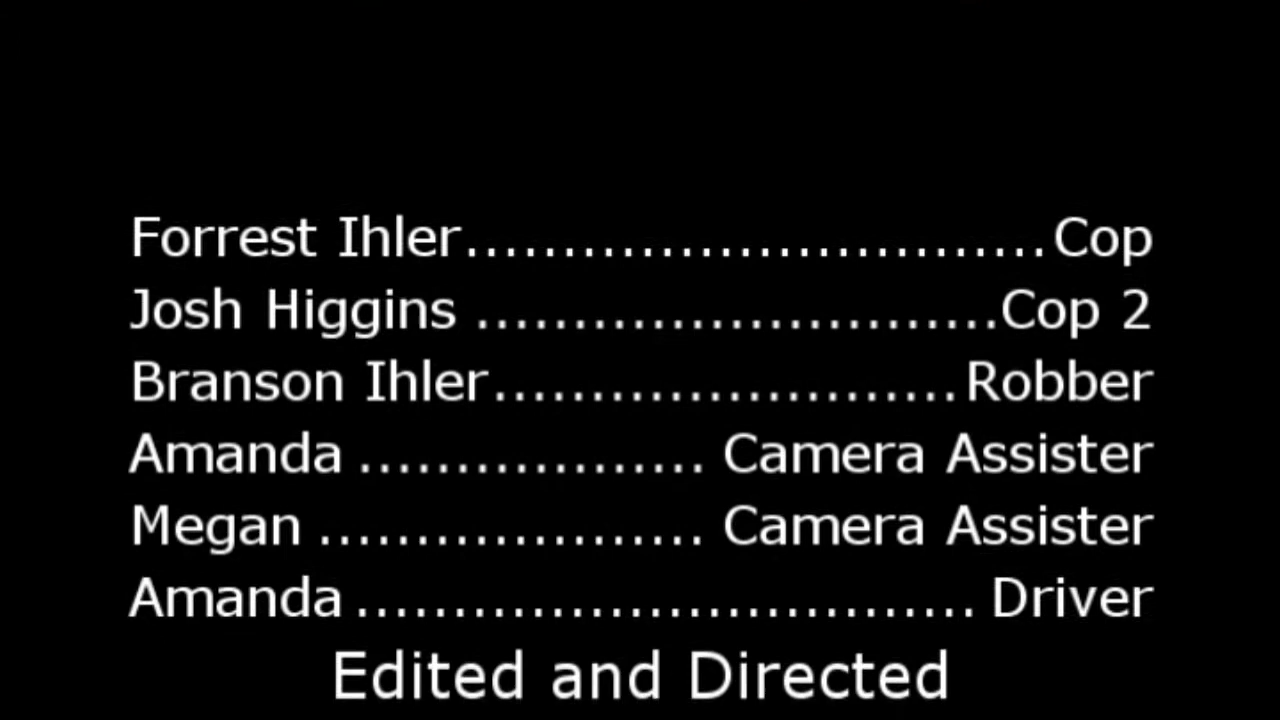 Forrest Ihler..............................Cop
Josh Higgins ...........................Cop 2
Branson Ihler........................Robber
Amanda .................. Camera Assister
Megan .................... Camera Assister
Amanda ................................ Driver
Edited and Directed